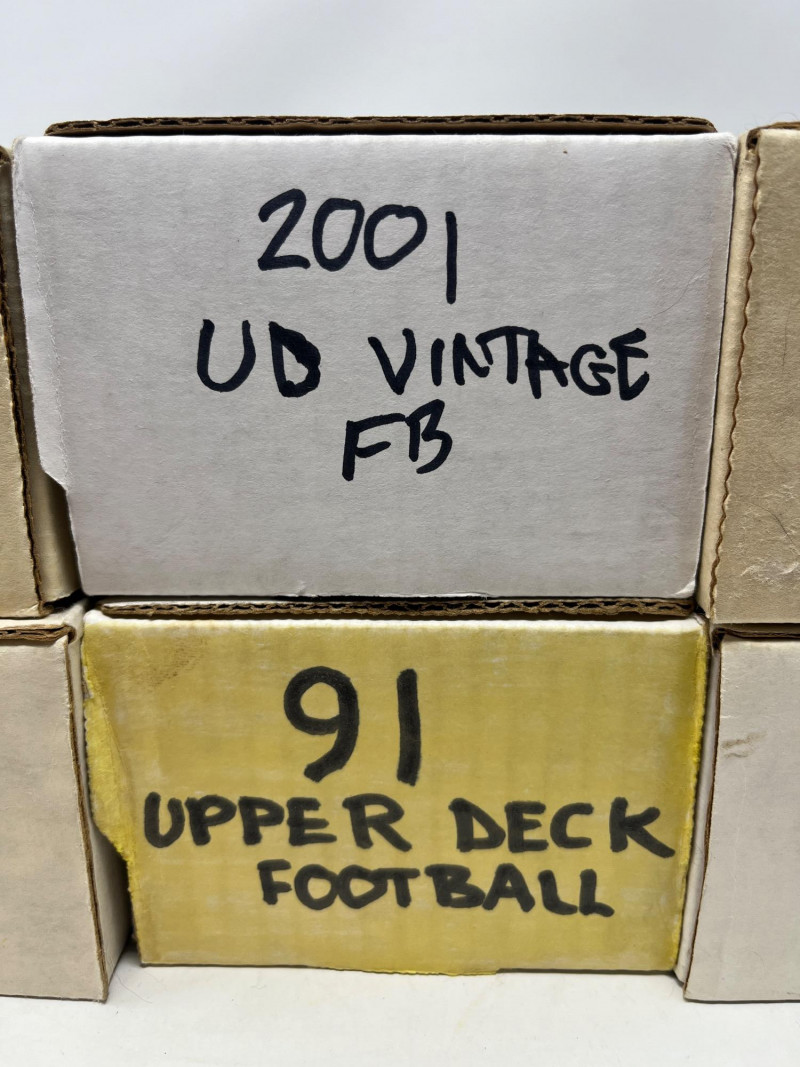 2001
UD VINTAGE
FB
91
UPPER DECK
FOOTBALL